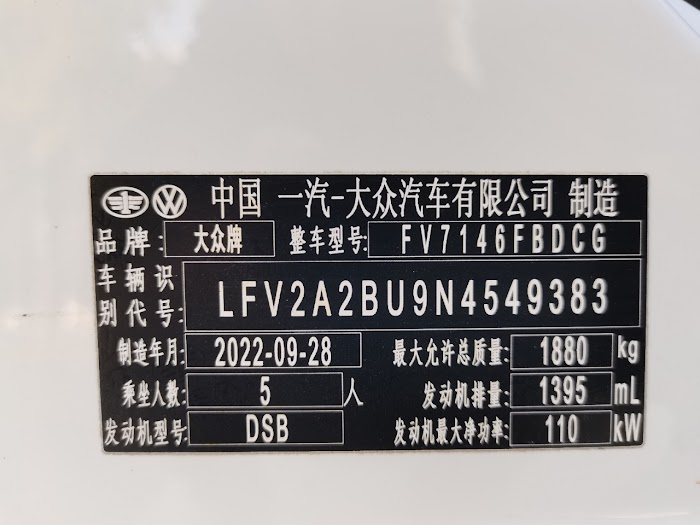 中国 一汽-大众汽车有限公司 制造
品牌: 大众牌 整车型号: FV7146FBDCG
车辆识别代号: LFV2A2BU9N4549383
制造年月: 2022-09-28 最大允许总质量: 1880 kg
乘坐人数: 5 人 发动机排量: 1395 mL
发动机型号: DSB 发动机最大净功率: 110 kW